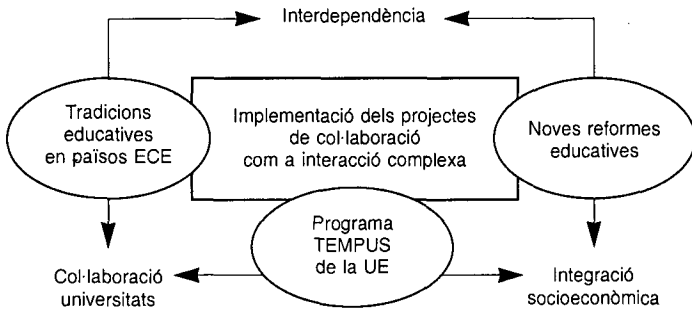 Interdependència
Tradicions
educatives
en països ECE
Implementació dels projectes
de col·laboració
com a interacció complexa
Noves reformes
educatives
Programa
TEMPUS
de la UE
Col·laboració
universitats
Integració
socioeconòmica